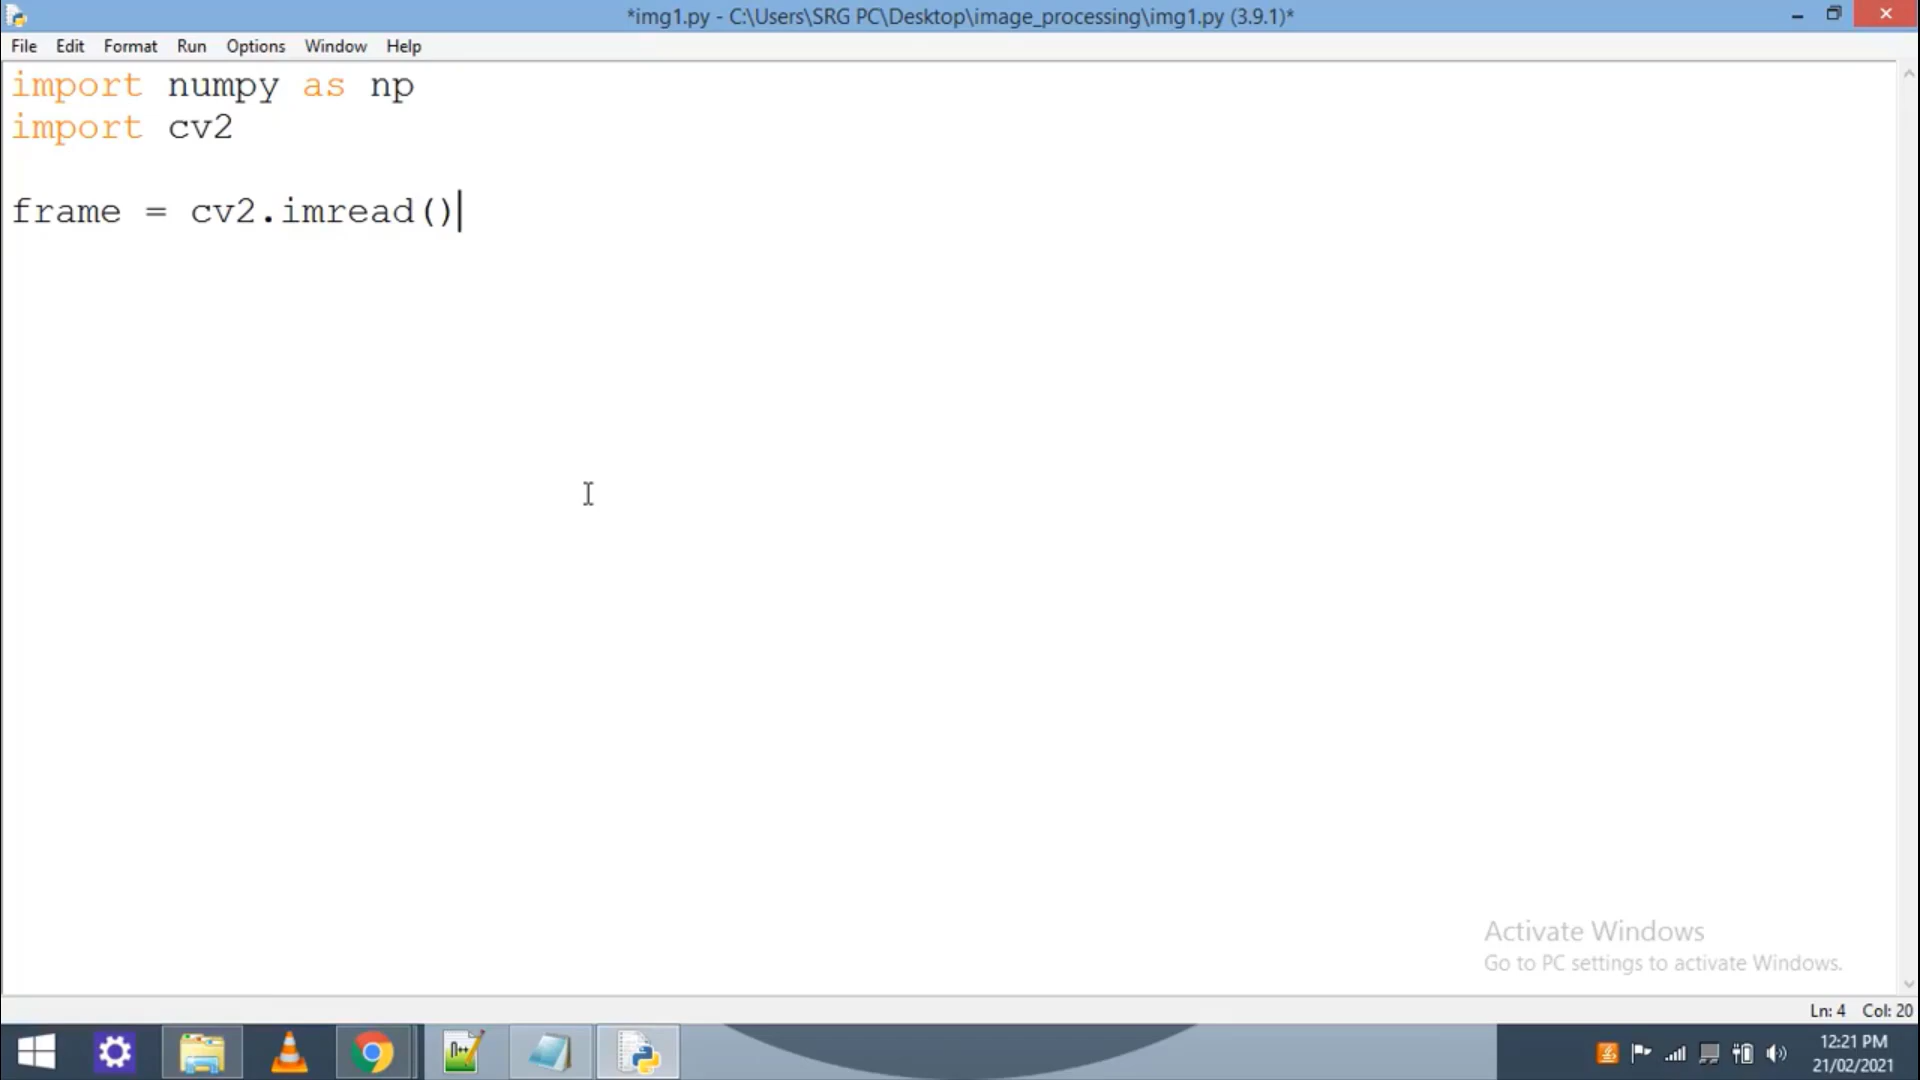 *img1.py - C:\Users\SRG PC\Desktop\image_processing\img1.py (3.9.1)*
File Edit Format Run Options Window Help
import numpy as np
import cv2
frame = cv2.imread()
Activate Windows
Go to PC settings to activate Windows.
Ln: 4 Col: 20
12:21 PM
21/02/2021